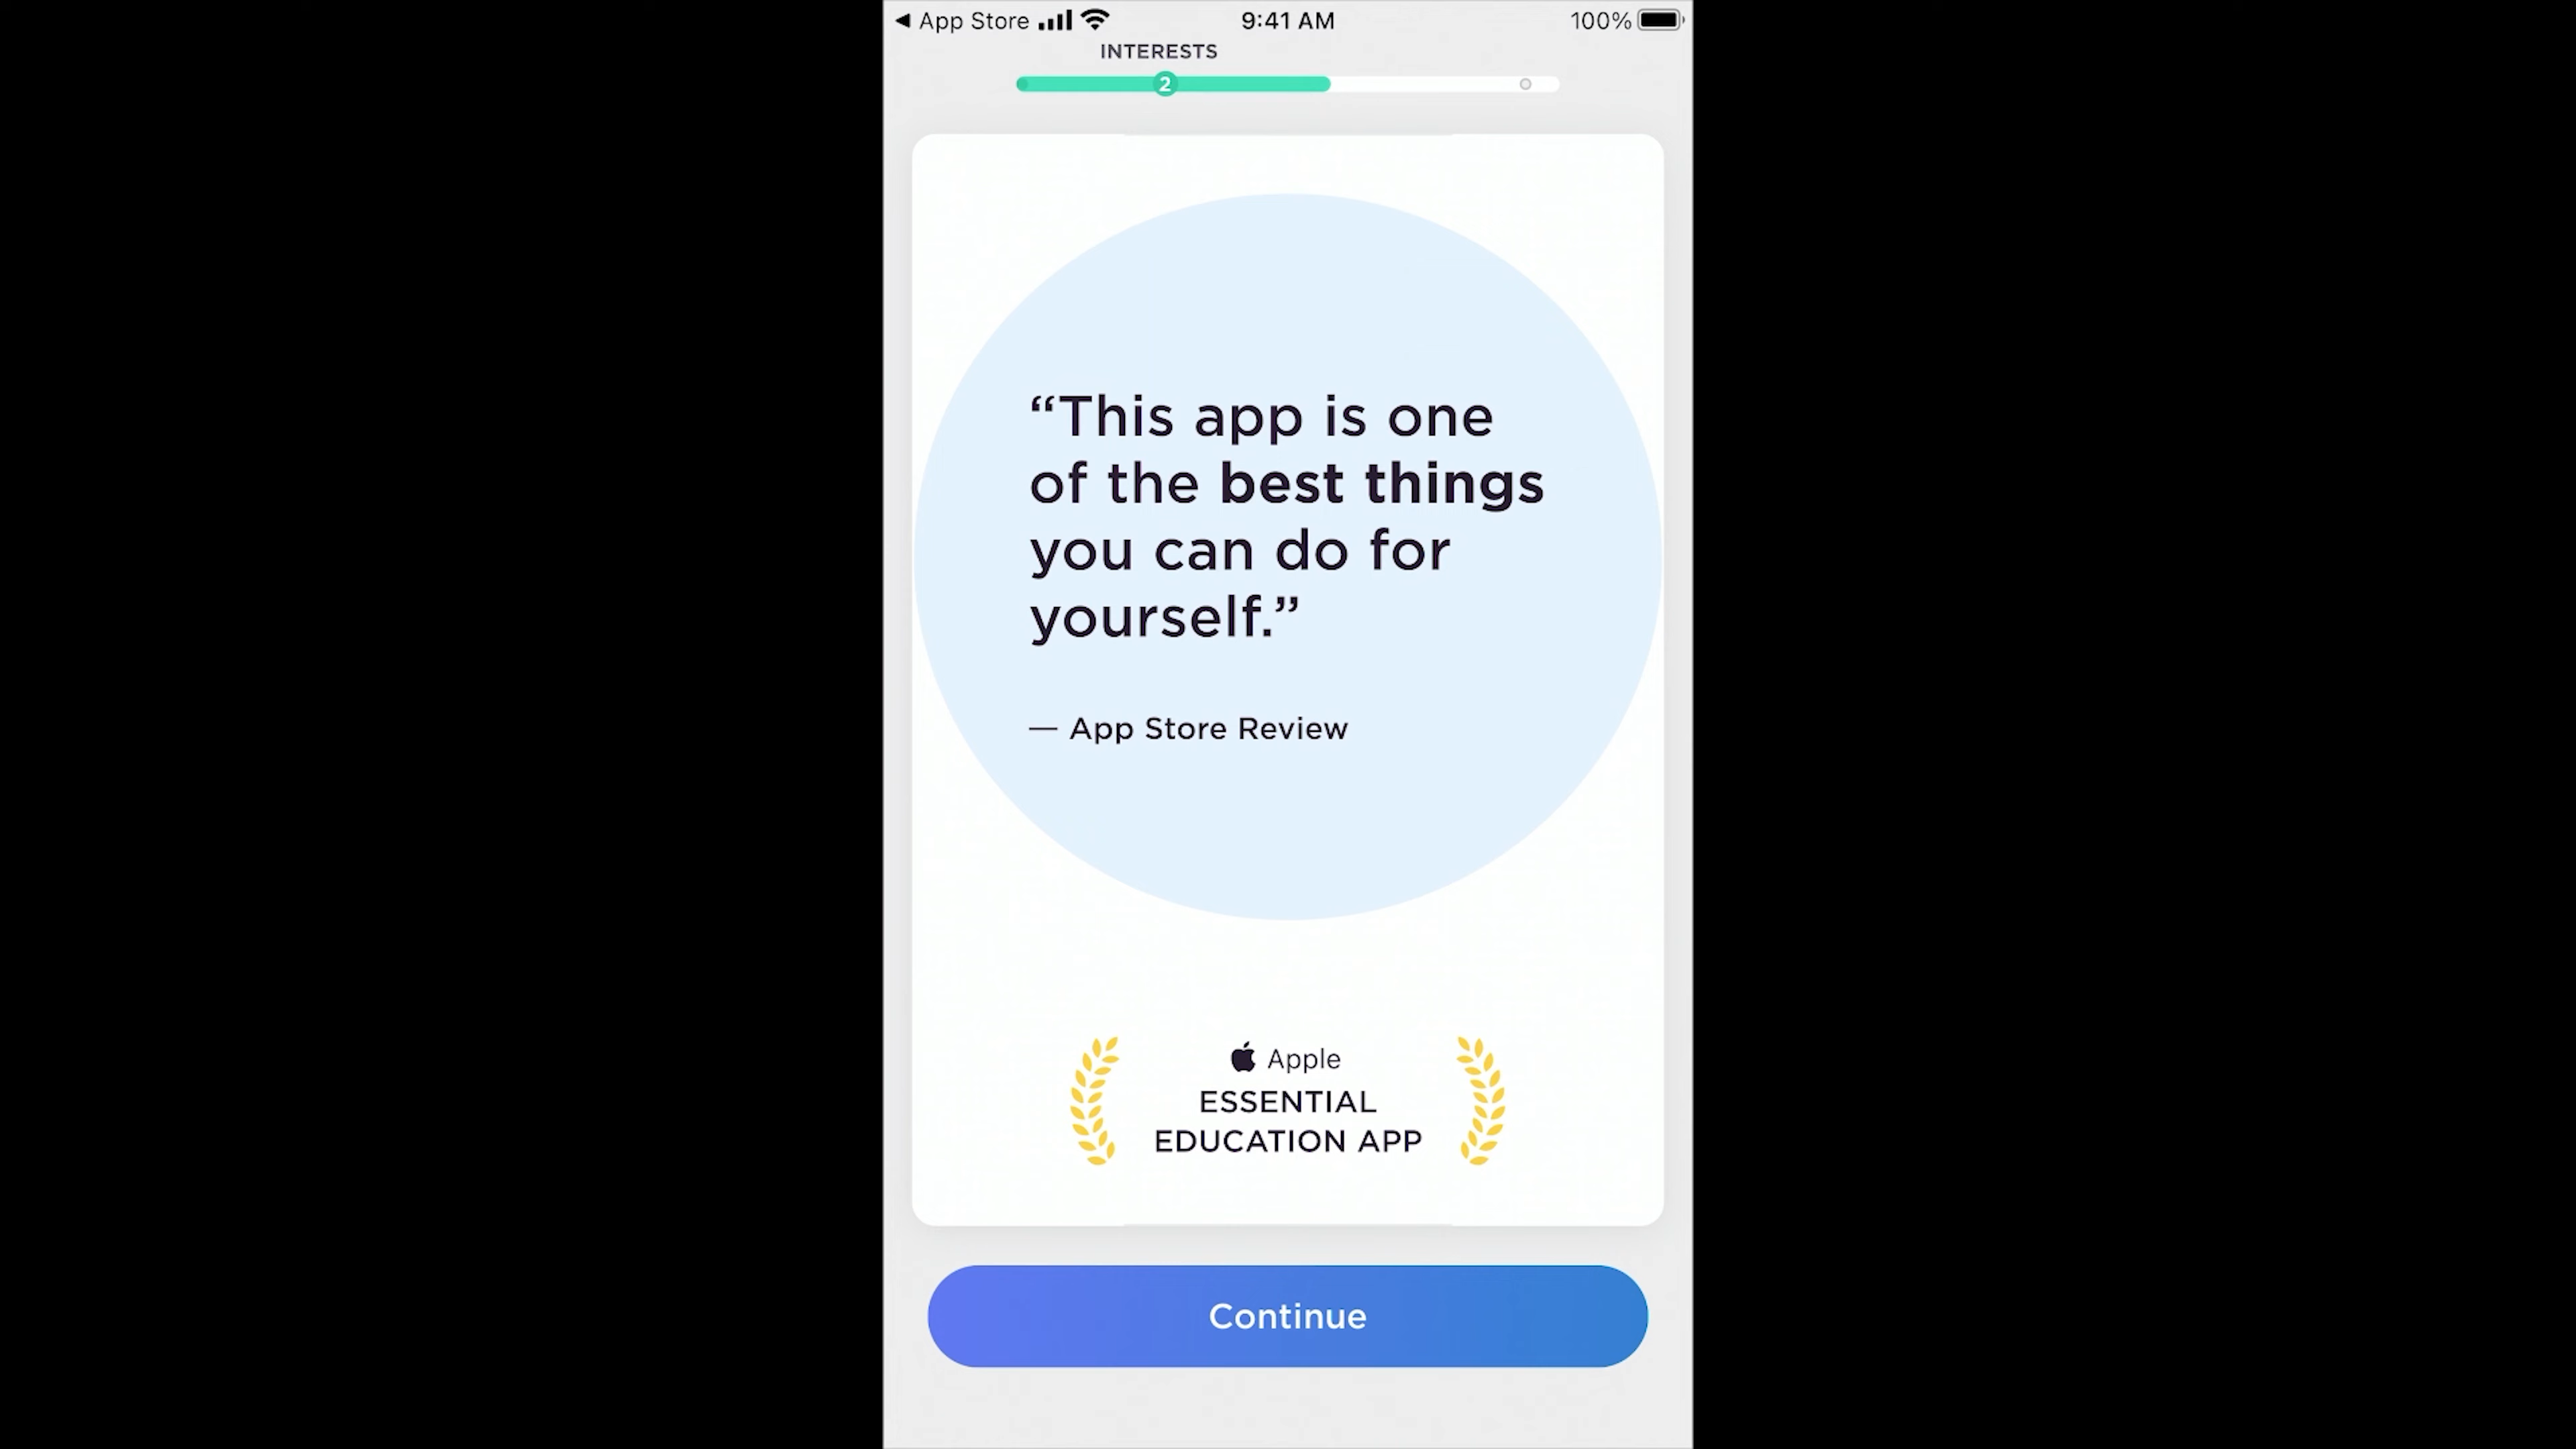 App Store 9:41 AM 100%
INTERESTS
2
“This app is one
of the best things
you can do for
yourself.”
— App Store Review
Apple
ESSENTIAL
EDUCATION APP
Continue